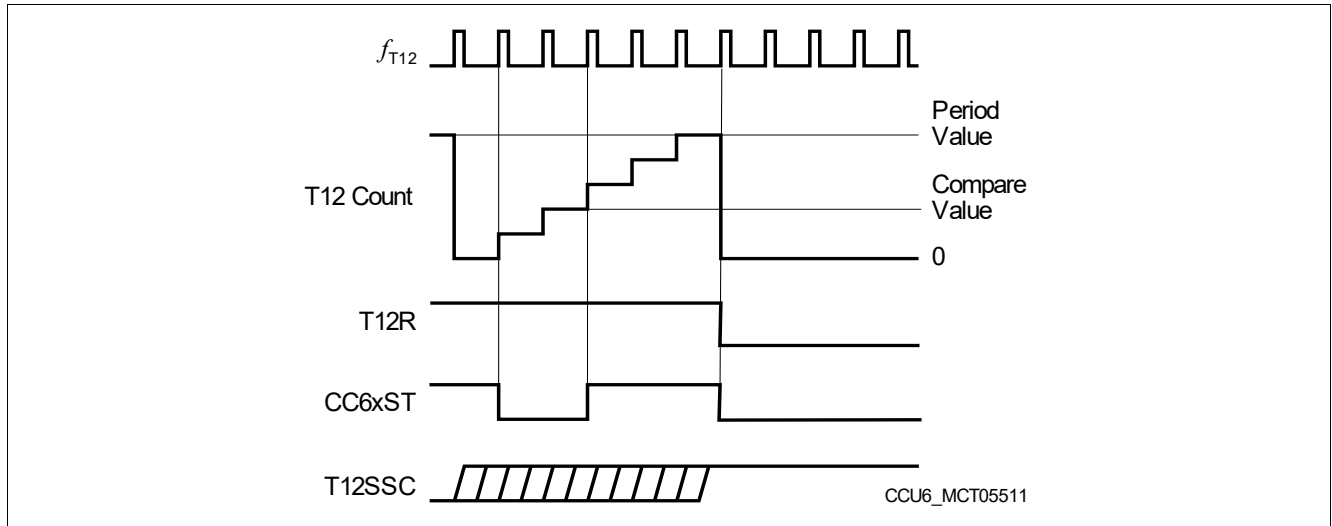 fT12
Period
Value
T12 Count
Compare
Value
0
T12R
CC6xST
T12SSC
CCU6_MCT05511